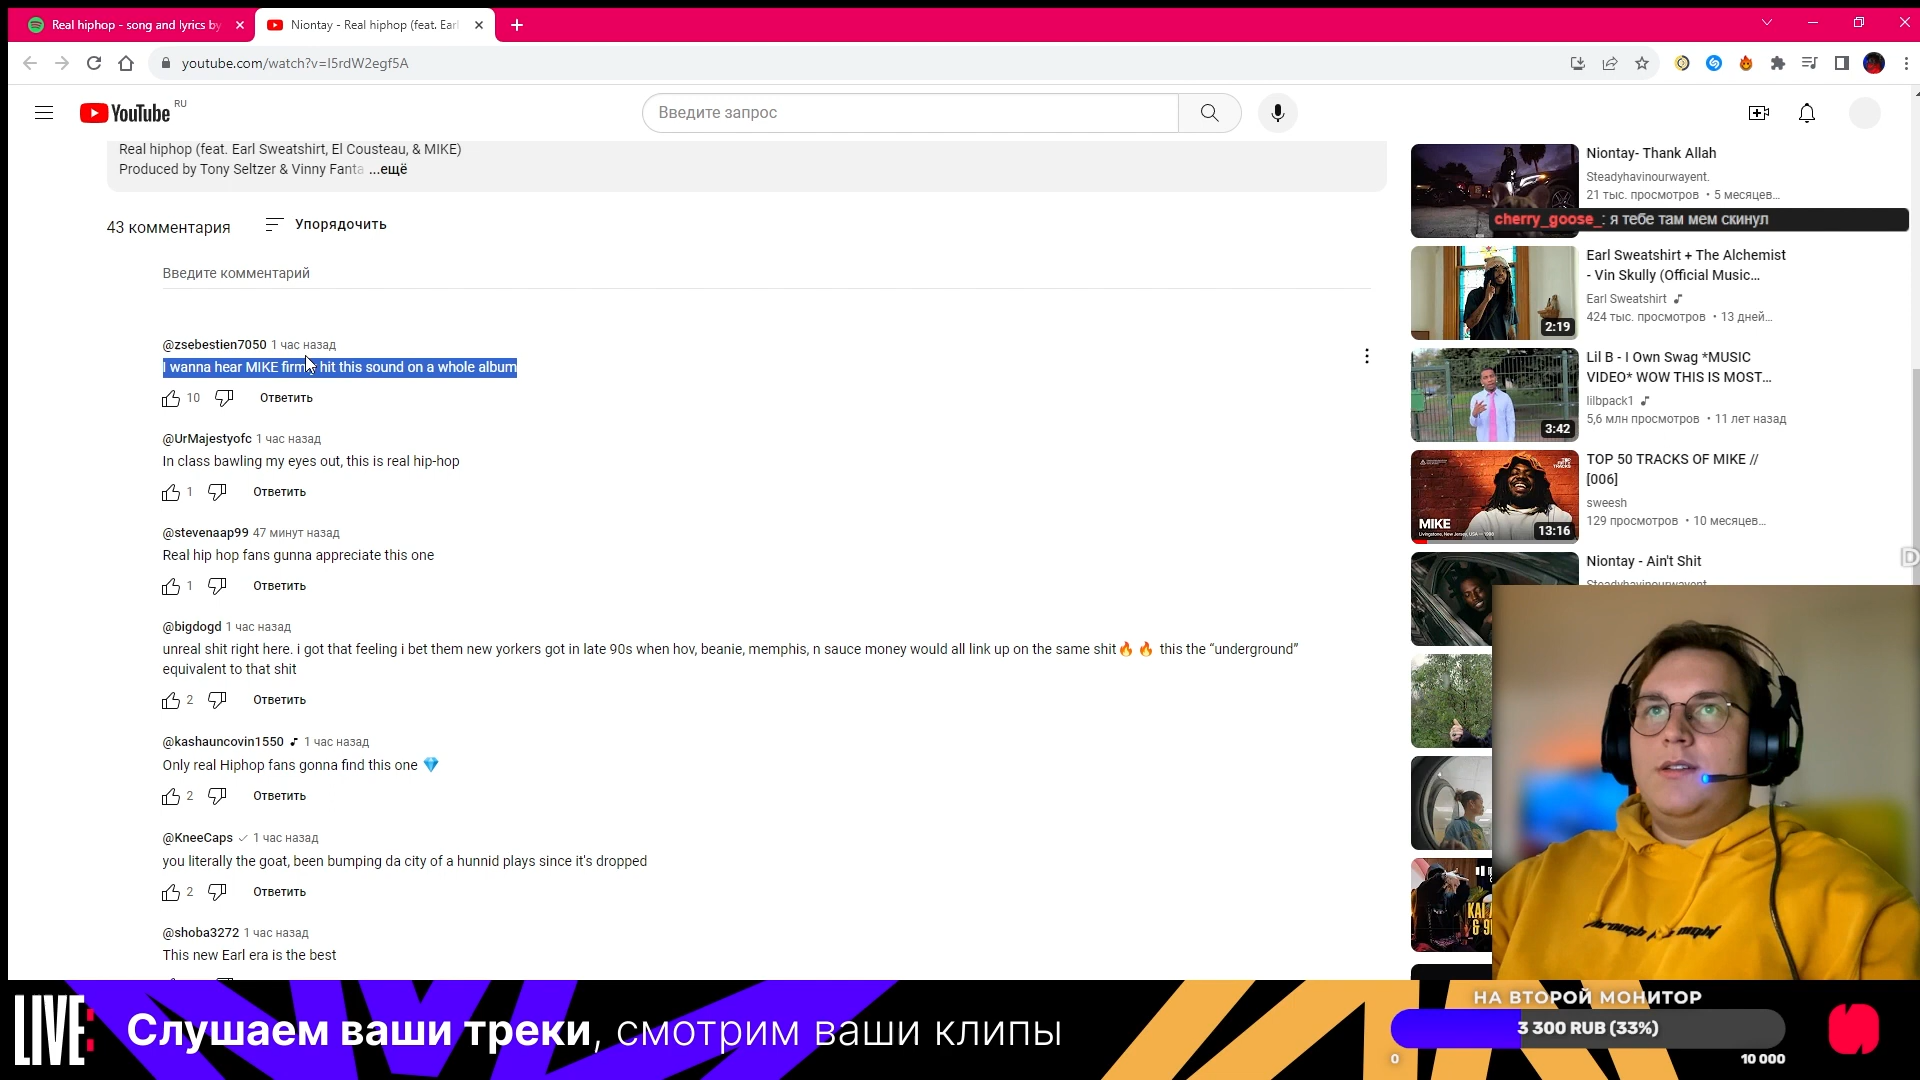 Real hiphop - song and lyrics by
Niontay - Real hiphop (feat. Earl
youtube.com/watch?v=I5rdW2egf5A
YouTube RU
Введите запрос
Real hiphop (feat. Earl Sweatshirt, El Cousteau, & MIKE)
Produced by Tony Seltzer & Vinny Fanta ...ещё
43 комментария
Упорядочить
Введите комментарий
@zsebestien7050 1 час назад
I wanna hear MIKE firmly hit this sound on a whole album
10 Ответить
@UrMajestyofc 1 час назад
In class bawling my eyes out, this is real hip-hop
1 Ответить
@stevenaap99 47 минут назад
Real hip hop fans gunna appreciate this one
1 Ответить
@bigdogd 1 час назад
unreal shit right here. i got that feeling i bet them new yorkers got in late 90s when hov, beanie, memphis, n sauce money would all link up on the same shit🔥 🔥 this the “underground”
equivalent to that shit
2 Ответить
@kashauncovin1550 1 час назад
Only real Hiphop fans gonna find this one 💎
2 Ответить
@KneeCaps 1 час назад
you literally the goat, been bumping da city of a hunnid plays since it's dropped
2 Ответить
@shoba3272 1 час назад
This new Earl era is the best
Niontay- Thank Allah
Steadyhavinourwayent.
21 тыс. просмотров • 5 месяцев...
cherry_goose_: я тебе там мем скинул
Earl Sweatshirt + The Alchemist
- Vin Skully (Official Music...
Earl Sweatshirt
424 тыс. просмотров • 13 дней...
2:19
Lil B - I Own Swag *MUSIC
VIDEO* WOW THIS IS MOST...
lilbpack1
5,6 млн просмотров • 11 лет назад
3:42
TOP 50 TRACKS OF MIKE //
[006]
sweesh
129 просмотров • 10 месяцев...
MIKE
13:16
Niontay - Ain't Shit
Steadyhavinourwayent
D
LIVE:
Слушаем ваши треки, смотрим ваши клипы
НА ВТОРОЙ МОНИТОР
3 300 RUB (33%)
0
10 000